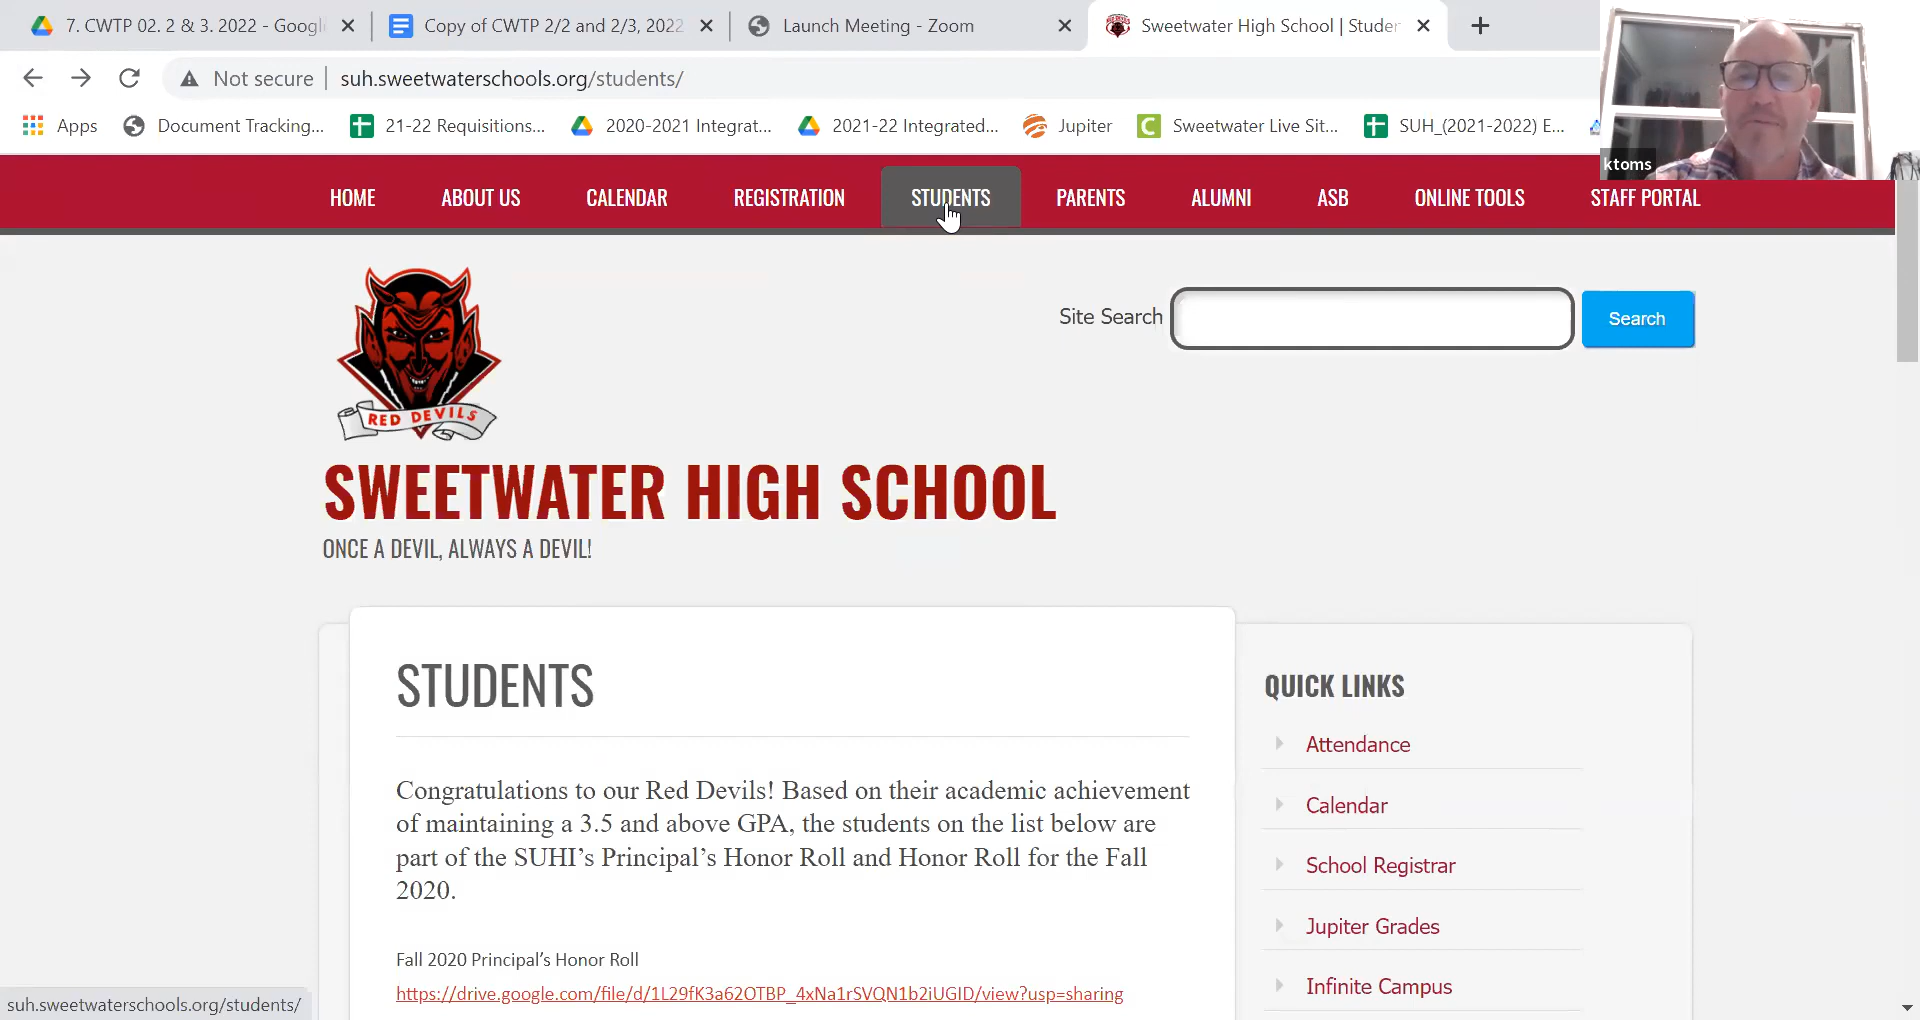 7. CWTP 02. 2 & 3. 2022 - Googl
Copy of CWTP 2/2 and 2/3, 2022
Launch Meeting - Zoom
Sweetwater High School | Studer
Not secure
suh.sweetwaterschools.org/students/
Apps
Document Tracking...
21-22 Requisitions...
2020-2021 Integrat...
2021-22 Integrated...
Jupiter
Sweetwater Live Sit...
SUH_(2021-2022) E...
ktoms
HOME
ABOUT US
CALENDAR
REGISTRATION
STUDENTS
PARENTS
ALUMNI
ASB
ONLINE TOOLS
STAFF PORTAL
RED DEVILS
Site Search
Search
SWEETWATER HIGH SCHOOL
ONCE A DEVIL, ALWAYS A DEVIL!
STUDENTS
Congratulations to our Red Devils! Based on their academic achievement
of maintaining a 3.5 and above GPA, the students on the list below are
part of the SUHI’s Principal’s Honor Roll and Honor Roll for the Fall
2020.
Fall 2020 Principal’s Honor Roll
https://drive.google.com/file/d/1L29fK3a62OTBP_4xNa1rSVQN1b2iUGID/view?usp=sharing
QUICK LINKS
Attendance
Calendar
School Registrar
Jupiter Grades
Infinite Campus
suh.sweetwaterschools.org/students/